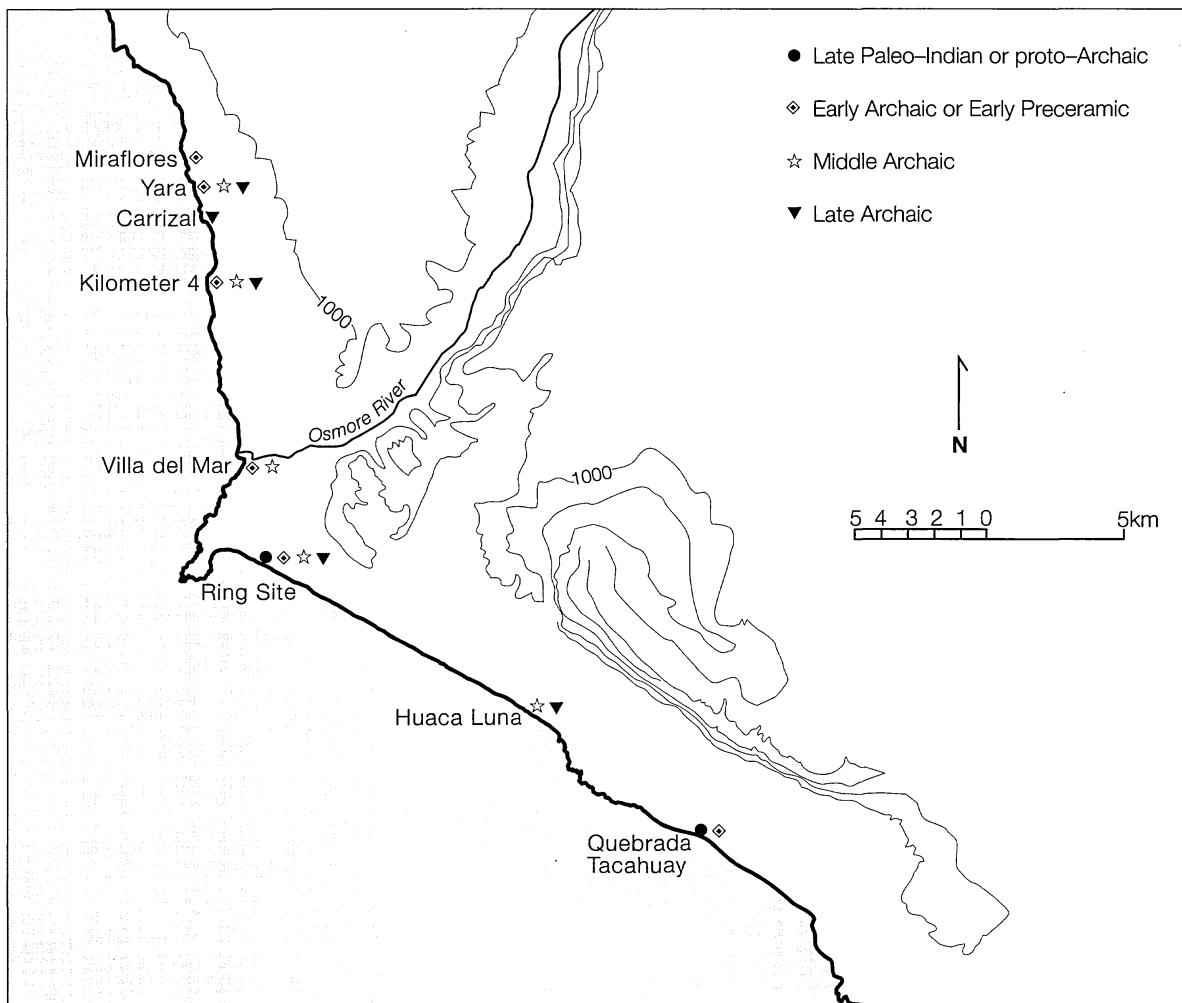 Late Paleo–Indian or proto–Archaic
Early Archaic or Early Preceramic
Middle Archaic
Late Archaic
Miraflores
Yara
Carrizal
Kilometer 4
1000
Osmore River
N
Villa del Mar
1000
5 4 3 2 1 0 5km
Ring Site
Huaca Luna
Quebrada
Tacahuay